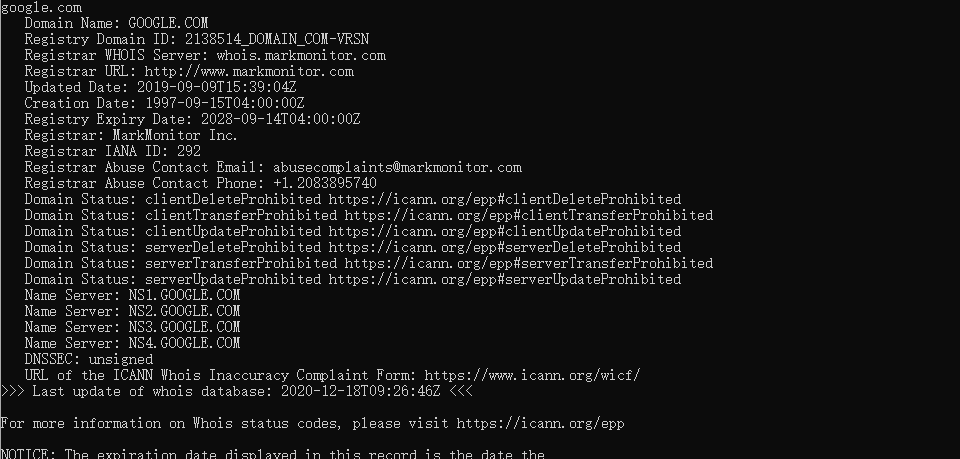 google.com
Domain Name: GOOGLE.COM
Registry Domain ID: 2138514_DOMAIN_COM-VRSN
Registrar WHOIS Server: whois.markmonitor.com
Registrar URL: http://www.markmonitor.com
Updated Date: 2019-09-09T15:39:04Z
Creation Date: 1997-09-15T04:00:00Z
Registry Expiry Date: 2028-09-14T04:00:00Z
Registrar: MarkMonitor Inc.
Registrar IANA ID: 292
Registrar Abuse Contact Email: abusecomplaints@markmonitor.com
Registrar Abuse Contact Phone: +1.2083895740
Domain Status: clientDeleteProhibited https://icann.org/epp#clientDeleteProhibited
Domain Status: clientTransferProhibited https://icann.org/epp#clientTransferProhibited
Domain Status: clientUpdateProhibited https://icann.org/epp#clientUpdateProhibited
Domain Status: serverDeleteProhibited https://icann.org/epp#serverDeleteProhibited
Domain Status: serverTransferProhibited https://icann.org/epp#serverTransferProhibited
Domain Status: serverUpdateProhibited https://icann.org/epp#serverUpdateProhibited
Name Server: NS1.GOOGLE.COM
Name Server: NS2.GOOGLE.COM
Name Server: NS3.GOOGLE.COM
Name Server: NS4.GOOGLE.COM
DNSSEC: unsigned
URL of the ICANN Whois Inaccuracy Complaint Form: https://www.icann.org/wicf/
>>> Last update of whois database: 2020-12-18T09:26:46Z <<<
For more information on Whois status codes, please visit https://icann.org/epp
NOTICE: The expiration date displayed in this record is the date the